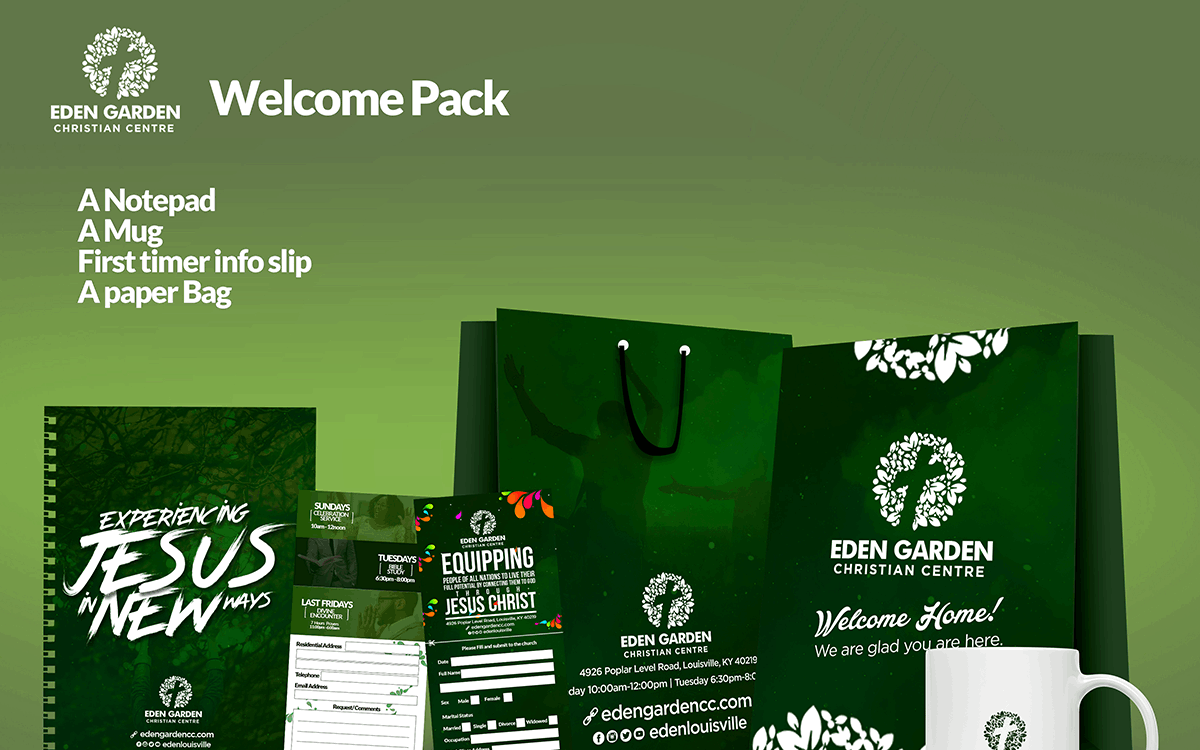 EDEN GARDEN
CHRISTIAN CENTRE
Welcome Pack
A Notepad
A Mug
First timer info slip
A paper Bag
EXPERIENCING
JESUS
IN NEW WAYS
EDEN GARDEN
CHRISTIAN CENTRE
edengardencc.com
edenlouisville
SUNDAYS
CELEBRATION
SERVICE
10am-12noon
TUESDAYS
BIBLE
STUDY
6:30pm-8:00pm
LAST FRIDAYS
DIVINE
ENCOUNTER
7 Hours Prayers
11:00pm-6:00am
Residential Address
Telephone
Email Address
Request/Comments
EDEN GARDEN
CHRISTIAN CENTRE
EQUIPPING
PEOPLE OF ALL NATIONS TO LIVE THEIR
FULL POTENTIAL BY CONNECTING THEM TO GOD
THROUGH
JESUS CHRIST
4926 Poplar Level Road, Louisville, KY 40219
edengardencc.com
edenlouisville
Please Fill and submit to the church
Date
Full Name
Sex Male Female
Marital Status
Married Single Divorce Widowed
Occupation
EDEN GARDEN
CHRISTIAN CENTRE
4926 Poplar Level Road, Louisville, KY 40219
day 10:00am-12:00pm | Tuesday 6:30pm-8:0
edengardencc.com
edenlouisville
EDEN GARDEN
CHRISTIAN CENTRE
Welcome Home!
We are glad you are here.